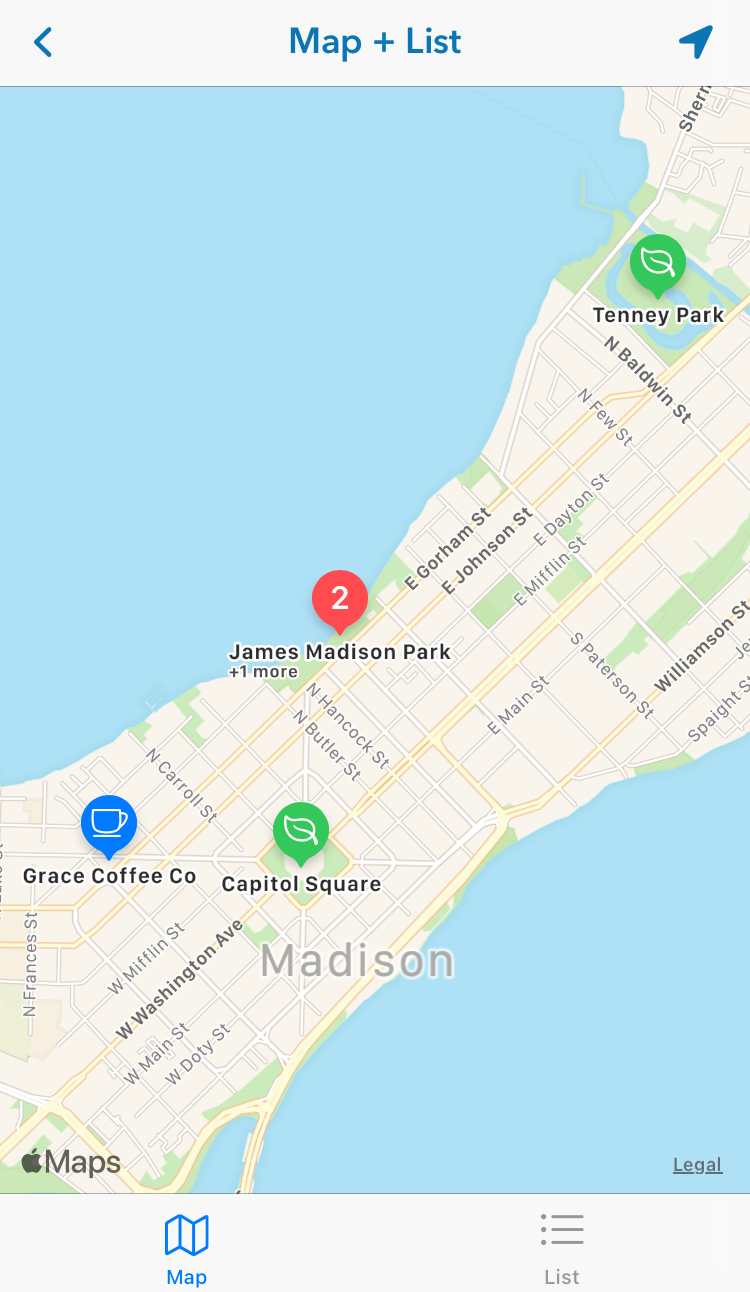 Map + List
Shern
Tenney Park
N Baldwin St
N Few St
E Dayton St
E Gorham St
E Johnson St
E Mifflin St
2
James Madison Park
+1 more
Williamson St
S Paterson St
Spaight St
E Main St
N Hancock St
N Butler St
N Carroll St
Grace Coffee Co
Capitol Square
N Frances St
W Mifflin St
W Washington Ave
Madison
W Main St
W Doty St
Maps
Legal
Map
List